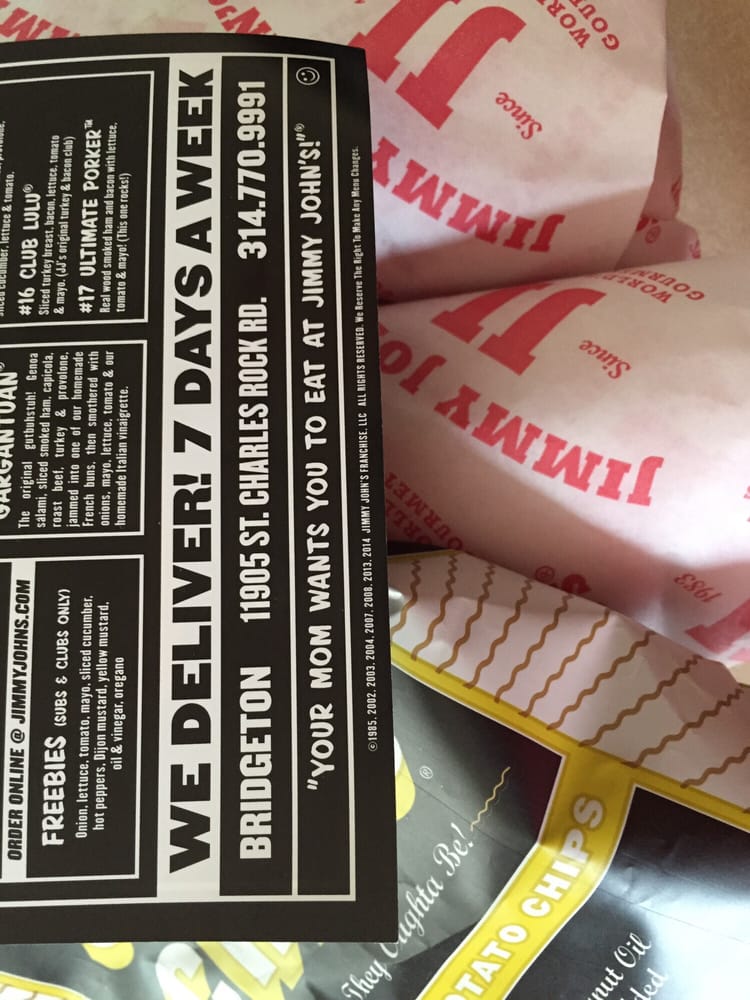 #16 CLUB LULU®
Sliced turkey breast, bacon, lettuce, tomato
& mayo. (JJ's original turkey & bacon club)
#17 ULTIMATE PORKER™
Real wood smoked ham and bacon with lettuce,
tomato & mayo! (This one rocks!)
GARGANTUAN®
The original gutbuhstuh! Genoa
salami, sliced smoked ham, capicola,
roast beef, turkey & provolone,
jammed into one of our homemade
French buns, then smothered with
onions, mayo, lettuce, tomato & our
homemade Italian vinaigrette.
ORDER ONLINE @ JIMMYJOHNS.COM
FREEBIES (SUBS & CLUBS ONLY)
Onion, lettuce, tomato, mayo, sliced cucumber,
hot peppers, Dijon mustard, yellow mustard,
oil & vinegar, oregano
WE DELIVER! 7 DAYS A WEEK
BRIDGETON 11905 ST. CHARLES ROCK RD. 314.770.9991
"YOUR MOM WANTS YOU TO EAT AT JIMMY JOHN'S!"®
©1985, 2002, 2003, 2004, 2007, 2008, 2013, 2014 JIMMY JOHN'S FRANCHISE, LLC ALL RIGHTS RESERVED. We Reserve The Right To Make Any Menu Changes.
JJ
Since
JIMMY
JJ
Since
JIMMY JO
1983
They Oughta Be!
POTATO CHIPS